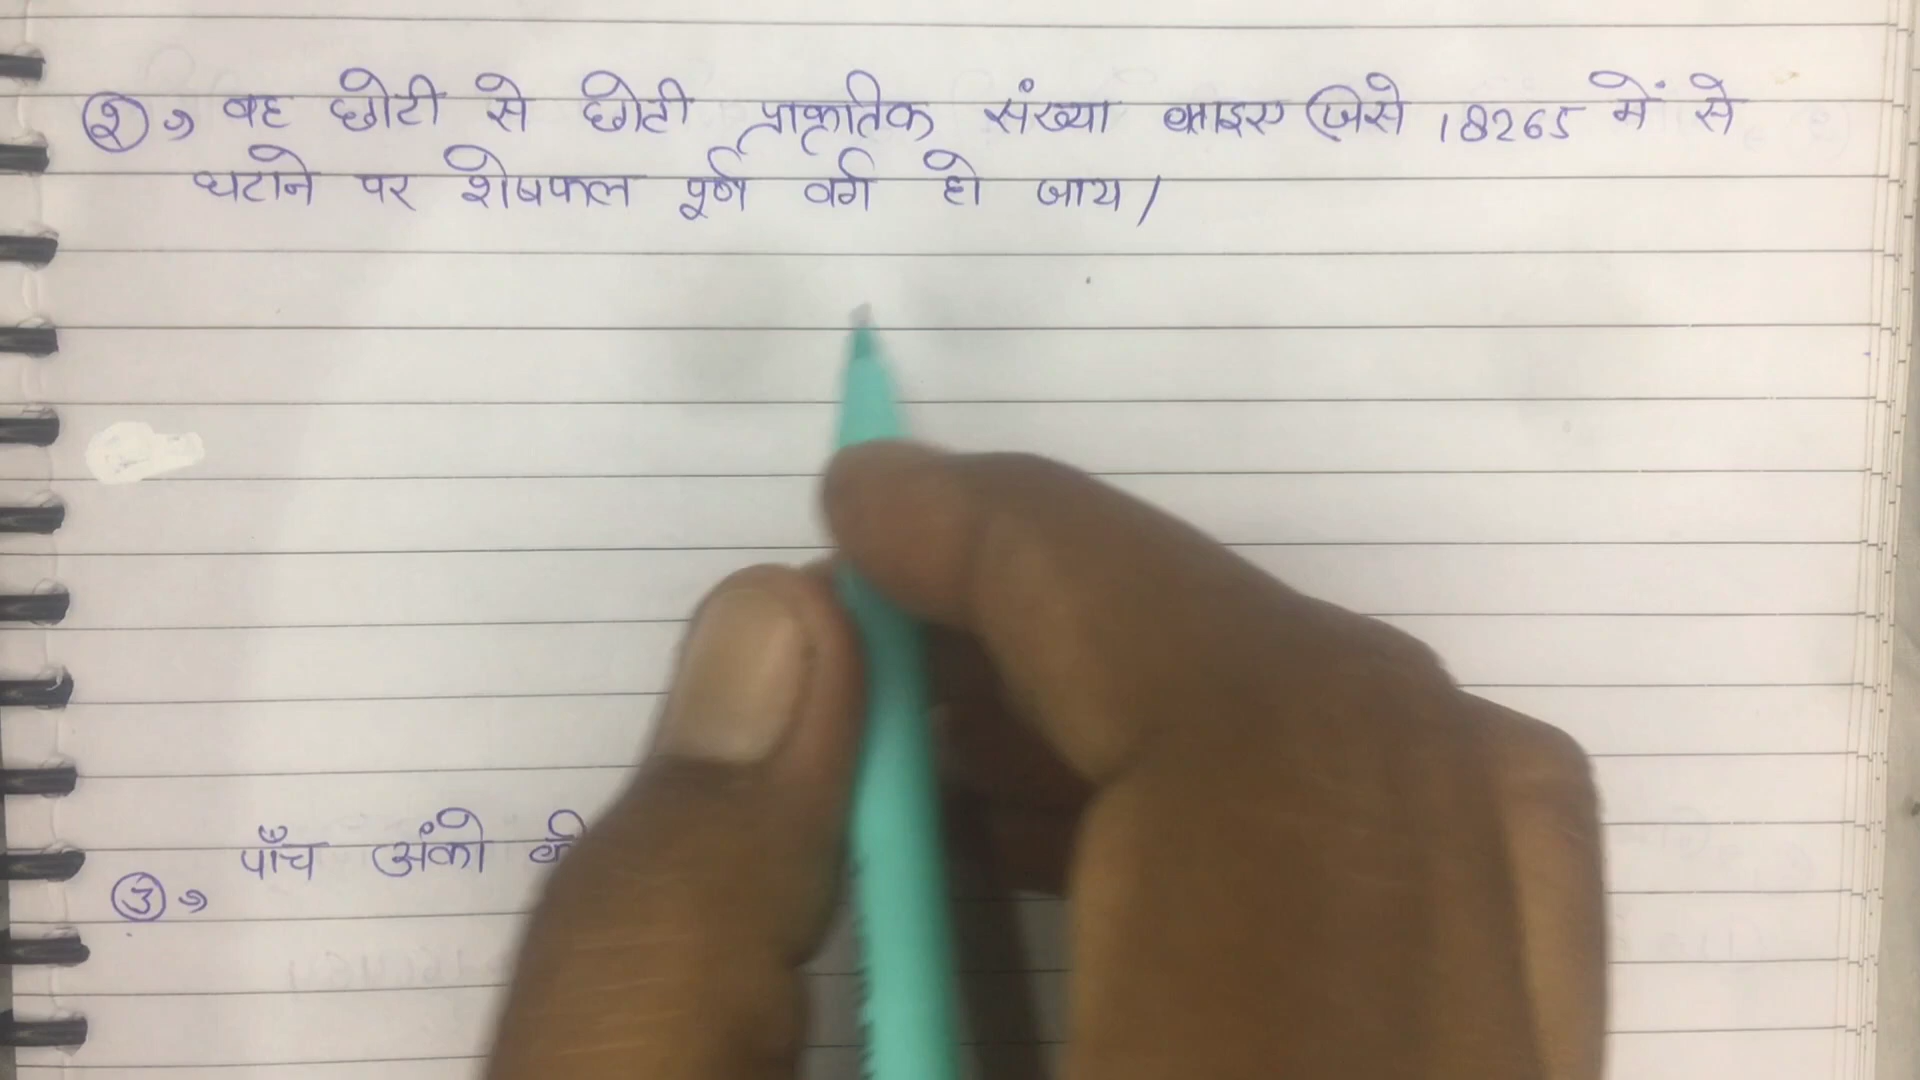 ② → वह छोटी से छोटी प्राकृतिक संख्या बताइए जिसे 18265 में से
घटाने पर शेषफल पूर्ण वर्ग हो जाय।
③ → पाँच अंको की